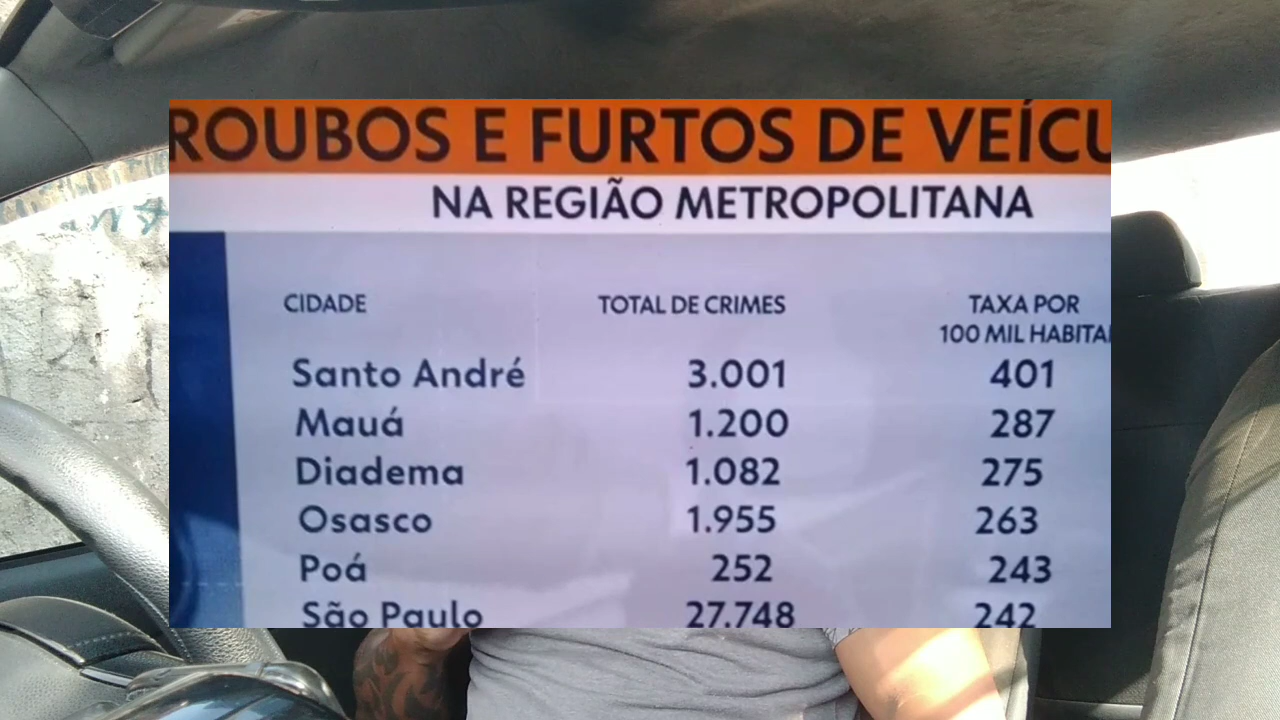 ROUBOS E FURTOS DE VEÍCU
NA REGIÃO METROPOLITANA
CIDADE TOTAL DE CRIMES TAXA POR
100 MIL HABITA
Santo André 3.001 401
Mauá 1.200 287
Diadema 1.082 275
Osasco 1.955 263
Poá 252 243
São Paulo 27.748 242